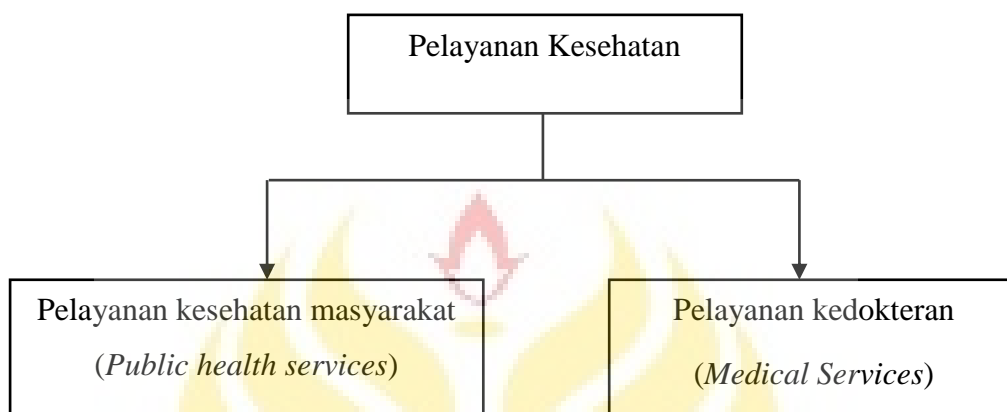 Pelayanan Kesehatan
Pelayanan kesehatan masyarakat
(Public health services)
Pelayanan kedokteran
(Medical Services)